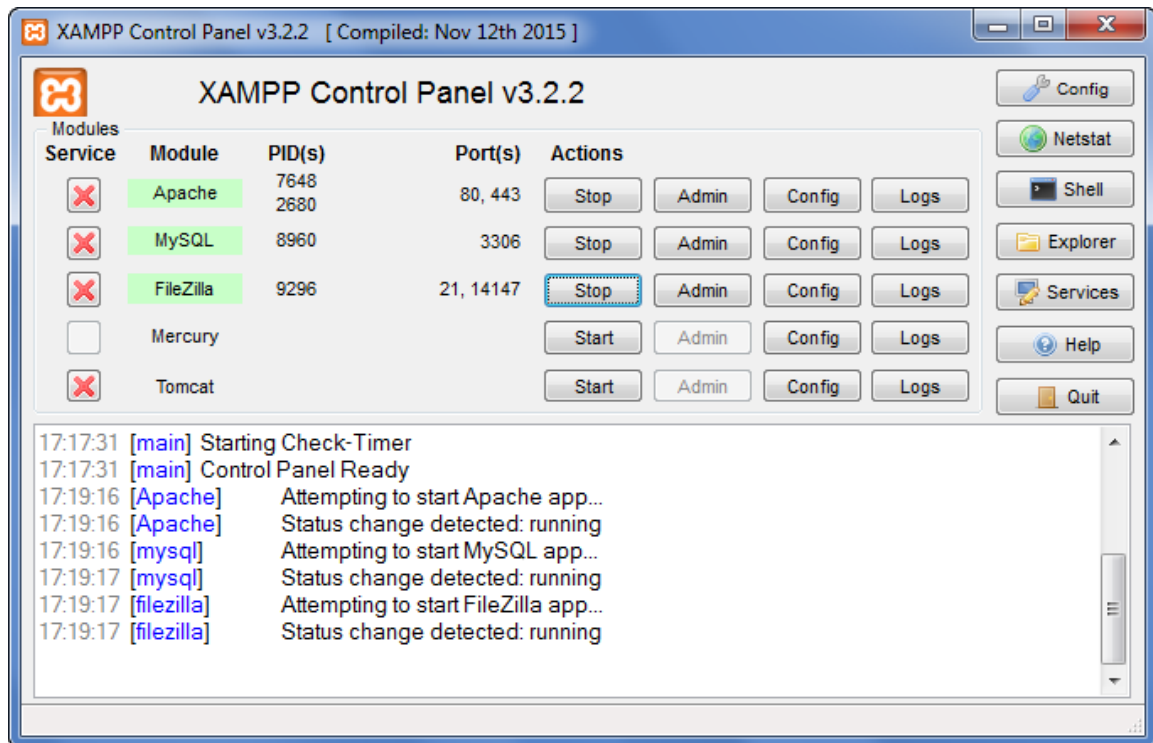 XAMPP Control Panel v3.2.2 [ Compiled: Nov 12th 2015 ]
XAMPP Control Panel v3.2.2
Config
Modules
Netstat
Service Module PID(s) Port(s) Actions
Apache 7648 80, 443 Stop Admin Config Logs
2680
Shell
MySQL 8960 3306 Stop Admin Config Logs
Explorer
FileZilla 9296 21, 14147 Stop Admin Config Logs
Services
Mercury Start Admin Config Logs
Help
Tomcat Start Admin Config Logs
Quit
17:17:31 [main] Starting Check-Timer
17:17:31 [main] Control Panel Ready
17:19:16 [Apache] Attempting to start Apache app...
17:19:16 [Apache] Status change detected: running
17:19:16 [mysql] Attempting to start MySQL app...
17:19:17 [mysql] Status change detected: running
17:19:17 [filezilla] Attempting to start FileZilla app...
17:19:17 [filezilla] Status change detected: running